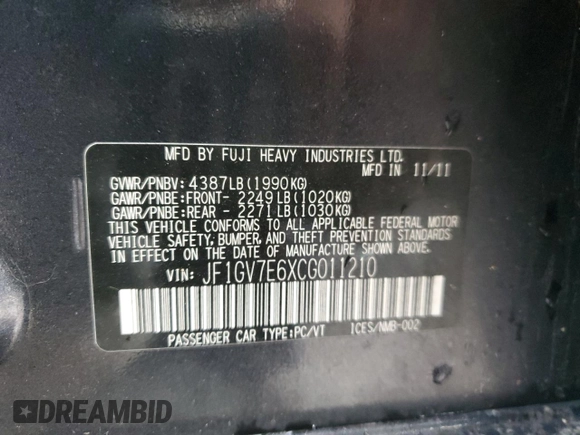 MFD BY FUJI HEAVY INDUSTRIES LTD.
MFD IN 11/11
GVWR/PNBV: 4387LB(1990KG)
GAWR/PNBE:FRONT- 2249LB(1020KG)
GAWR/PNBE:REAR - 2271LB(1030KG)
THIS VEHICLE CONFORMS TO ALL APPLICABLE FEDERAL MOTOR
VEHICLE SAFETY, BUMPER, AND THEFT PREVENTION STANDARDS
IN EFFECT ON THE DATE OF MANUFACTURE SHOWN ABOVE.
VIN: JF1GV7E6XCG011210
PASSENGER CAR TYPE:PC/VT ICES/NMB-002
DREAMBID